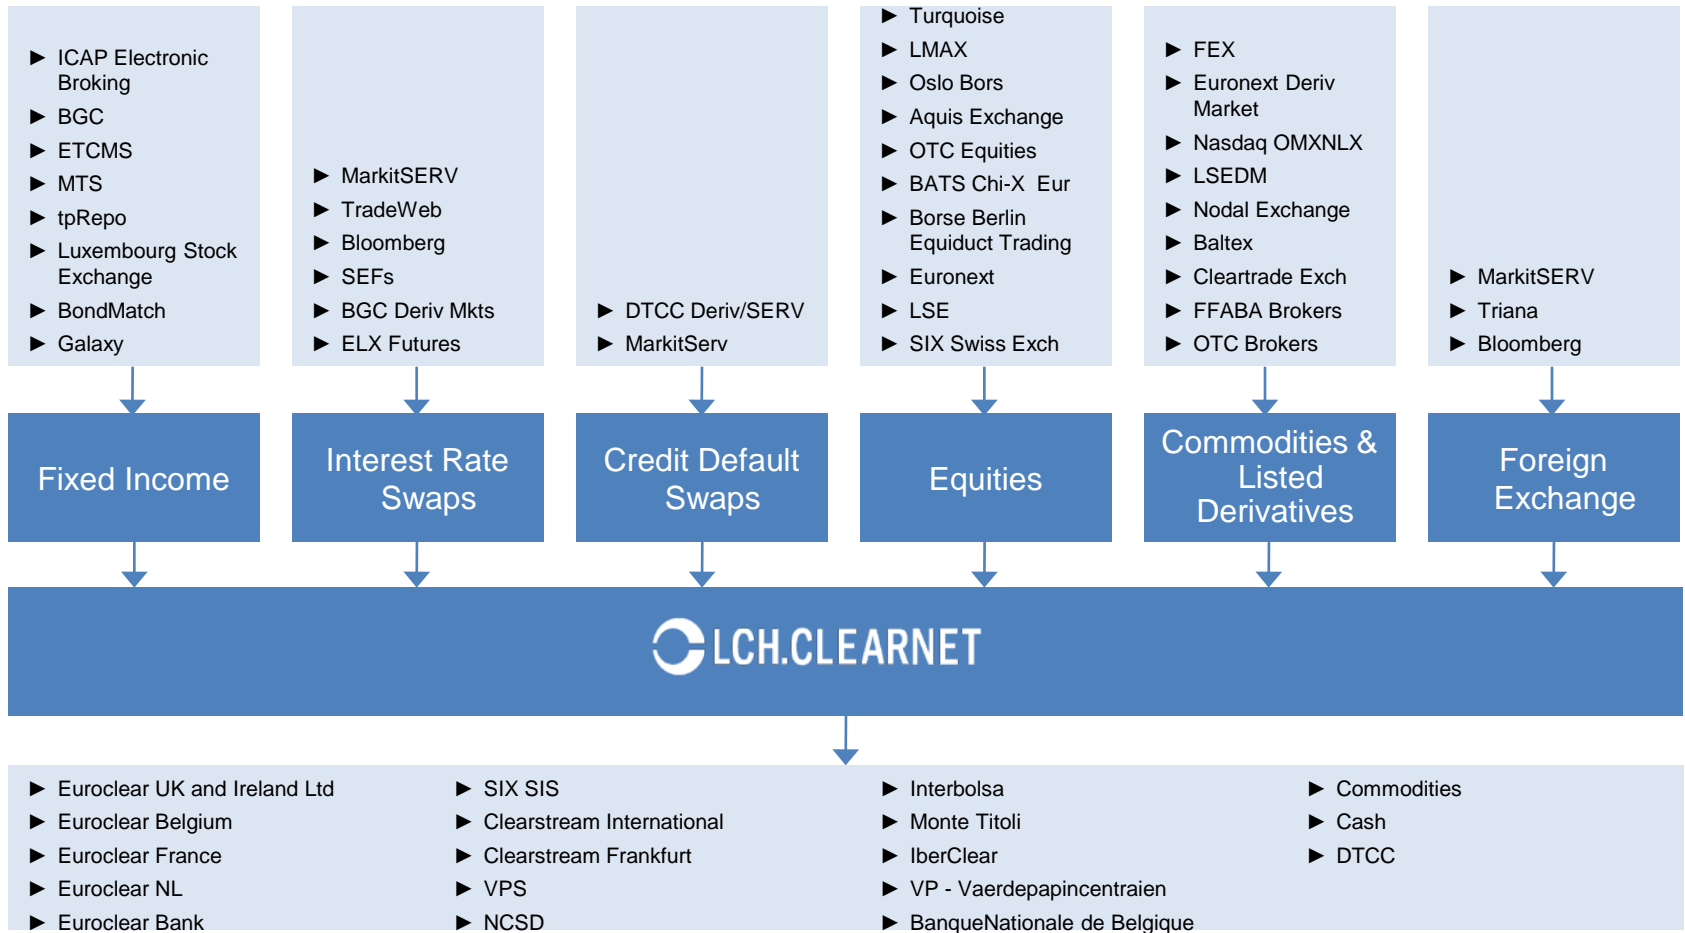 ► ICAP Electronic
Broking
► BGC
► ETCMS
► MTS
► tpRepo
► Luxembourg Stock
Exchange
► BondMatch
► Galaxy
► MarkitSERV
► TradeWeb
► Bloomberg
► SEFs
► BGC Deriv Mkts
► ELX Futures
► DTCC Deriv/SERV
► MarkitServ
► Turquoise
► LMAX
► Oslo Bors
► Aquis Exchange
► OTC Equities
► BATS Chi-X Eur
► Borse Berlin
Equiduct Trading
► Euronext
► LSE
► SIX Swiss Exch
► FEX
► Euronext Deriv
Market
► Nasdaq OMXNLX
► LSEDM
► Nodal Exchange
► Baltex
► Cleartrade Exch
► FFABA Brokers
► OTC Brokers
► MarkitSERV
► Triana
► Bloomberg
Fixed Income
Interest Rate
Swaps
Credit Default
Swaps
Equities
Commodities &
Listed
Derivatives
Foreign
Exchange
LCH.CLEARNET
► Euroclear UK and Ireland Ltd
► Euroclear Belgium
► Euroclear France
► Euroclear NL
► Euroclear Bank
► SIX SIS
► Clearstream International
► Clearstream Frankfurt
► VPS
► NCSD
► Interbolsa
► Monte Titoli
► IberClear
► VP - Vaerdepapincentraien
► BanqueNationale de Belgique
► Commodities
► Cash
► DTCC